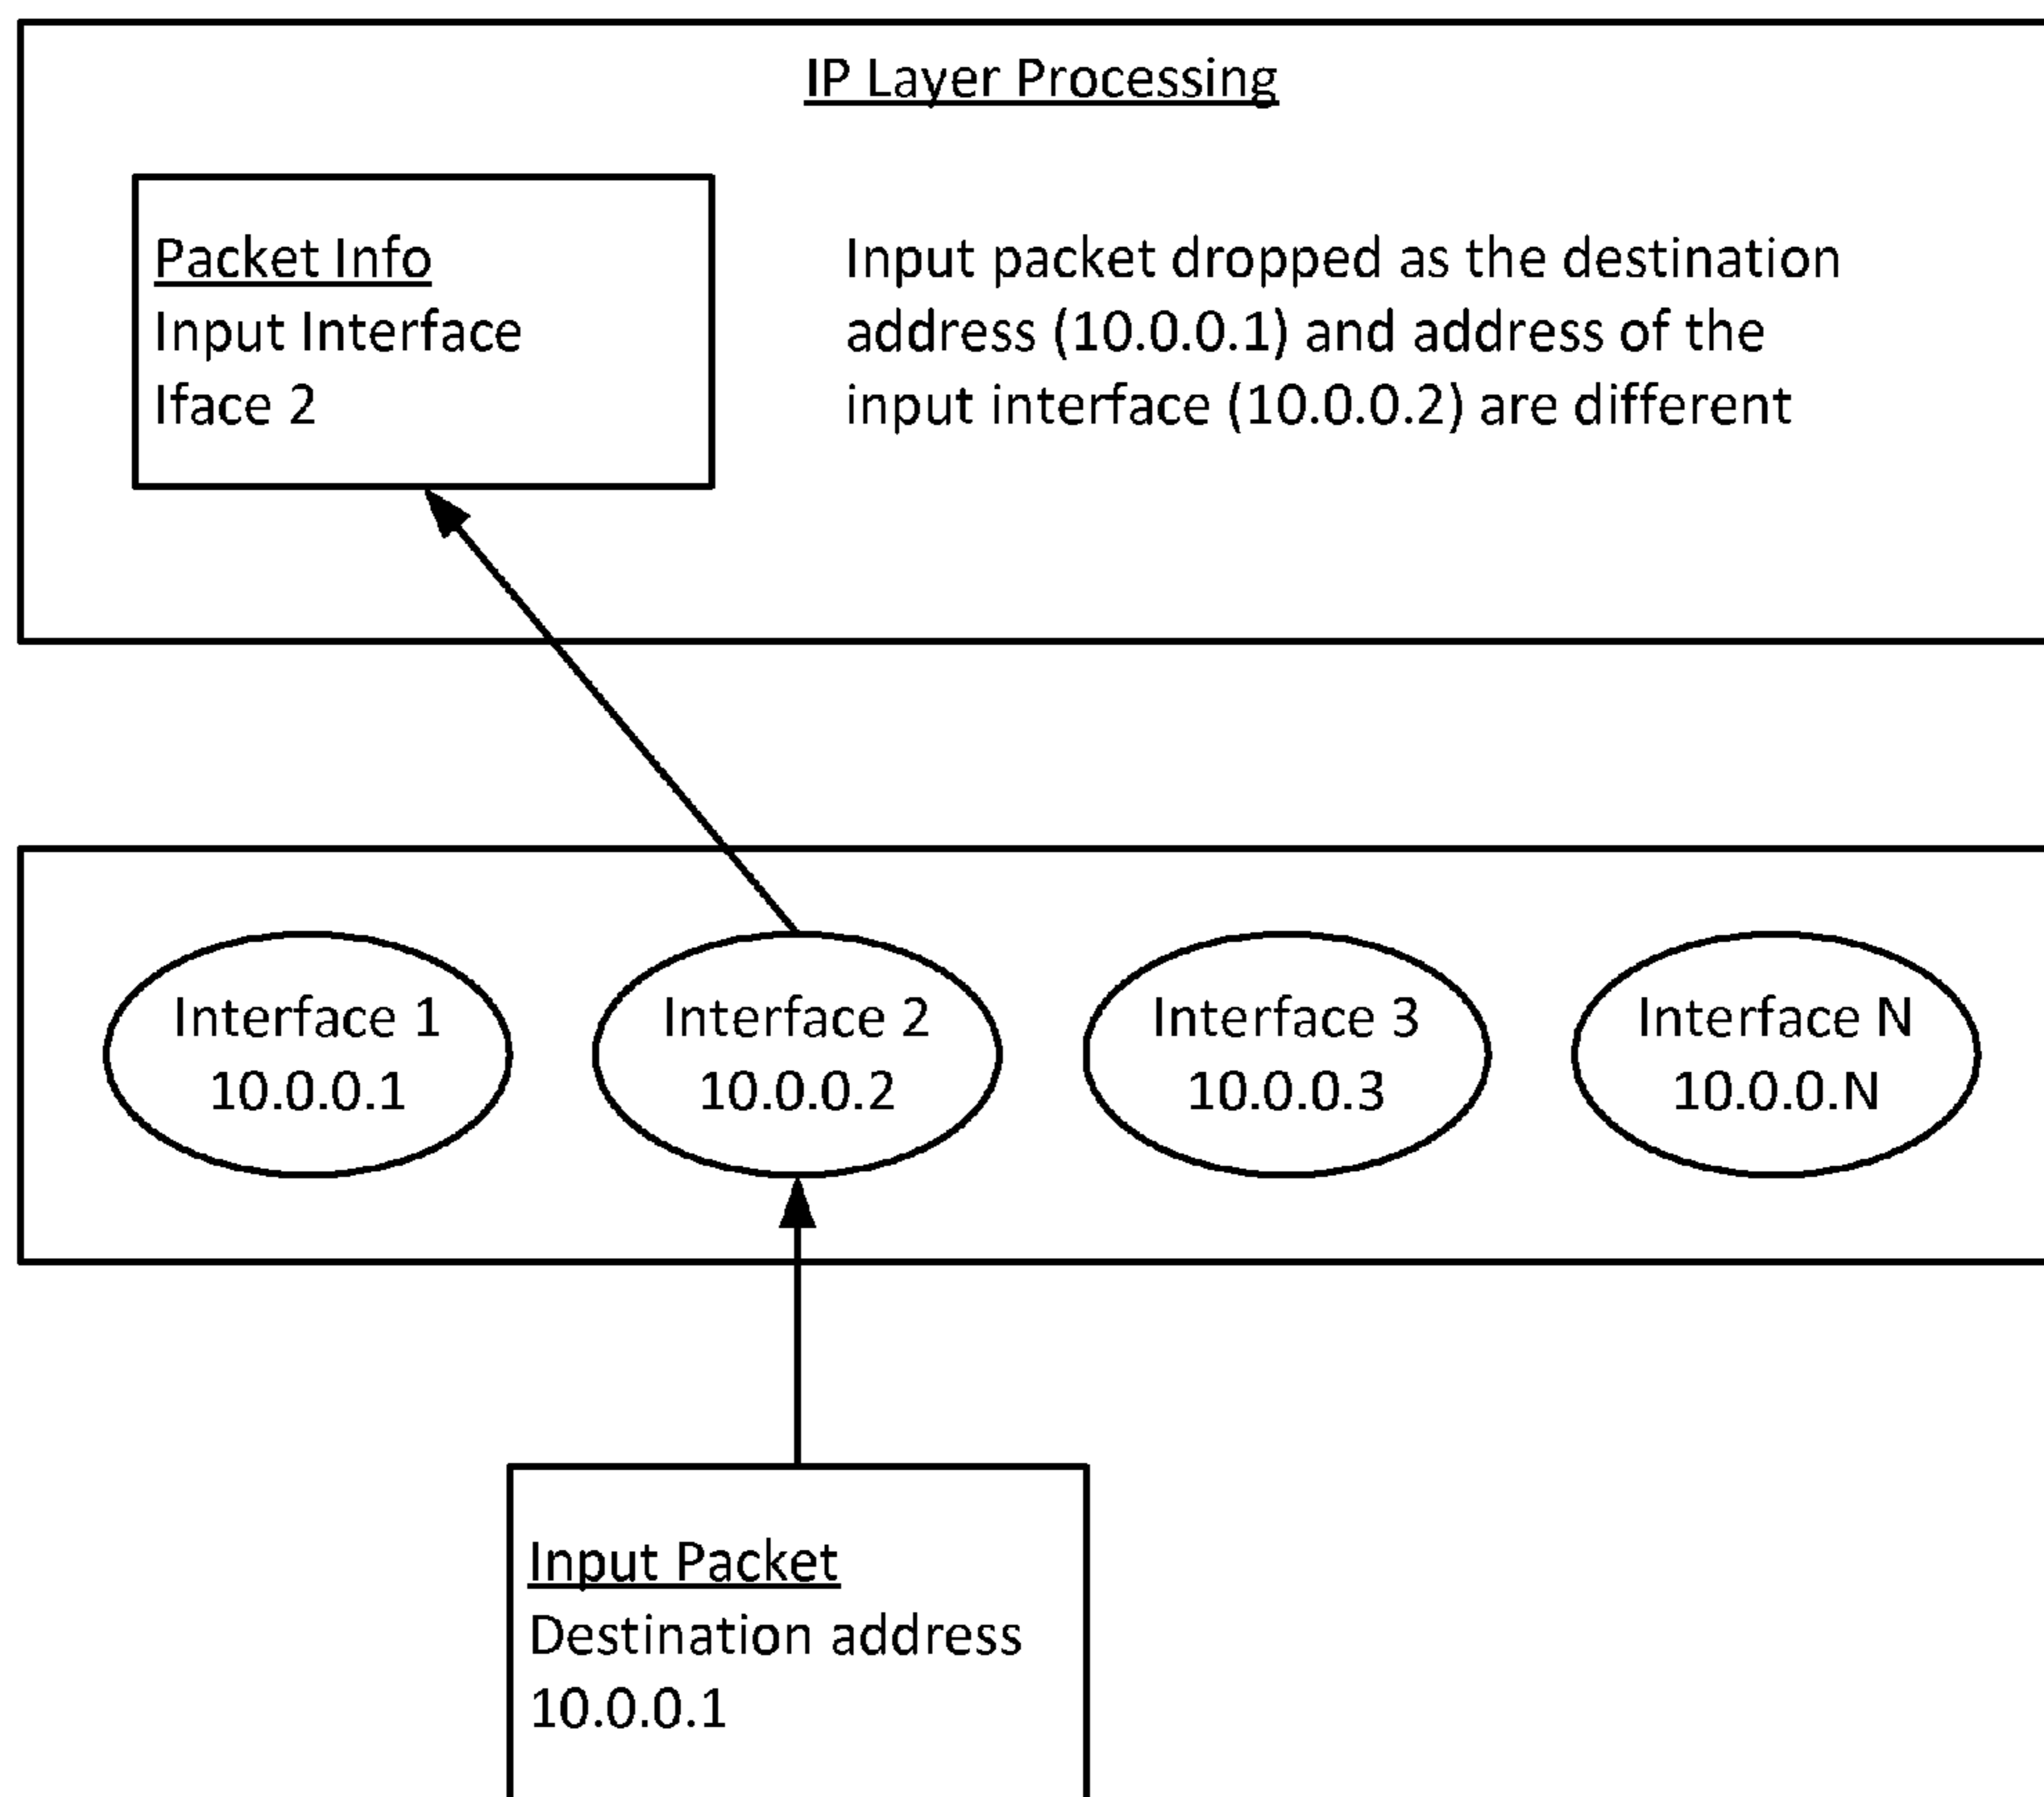 IP Layer Processing
Packet Info
Input Interface
Iface 2
Input packet dropped as the destination
address (10.0.0.1) and address of the
input interface (10.0.0.2) are different
Interface 1
10.0.0.1
Interface 2
10.0.0.2
Interface 3
10.0.0.3
Interface N
10.0.0.N
Input Packet
Destination address
10.0.0.1